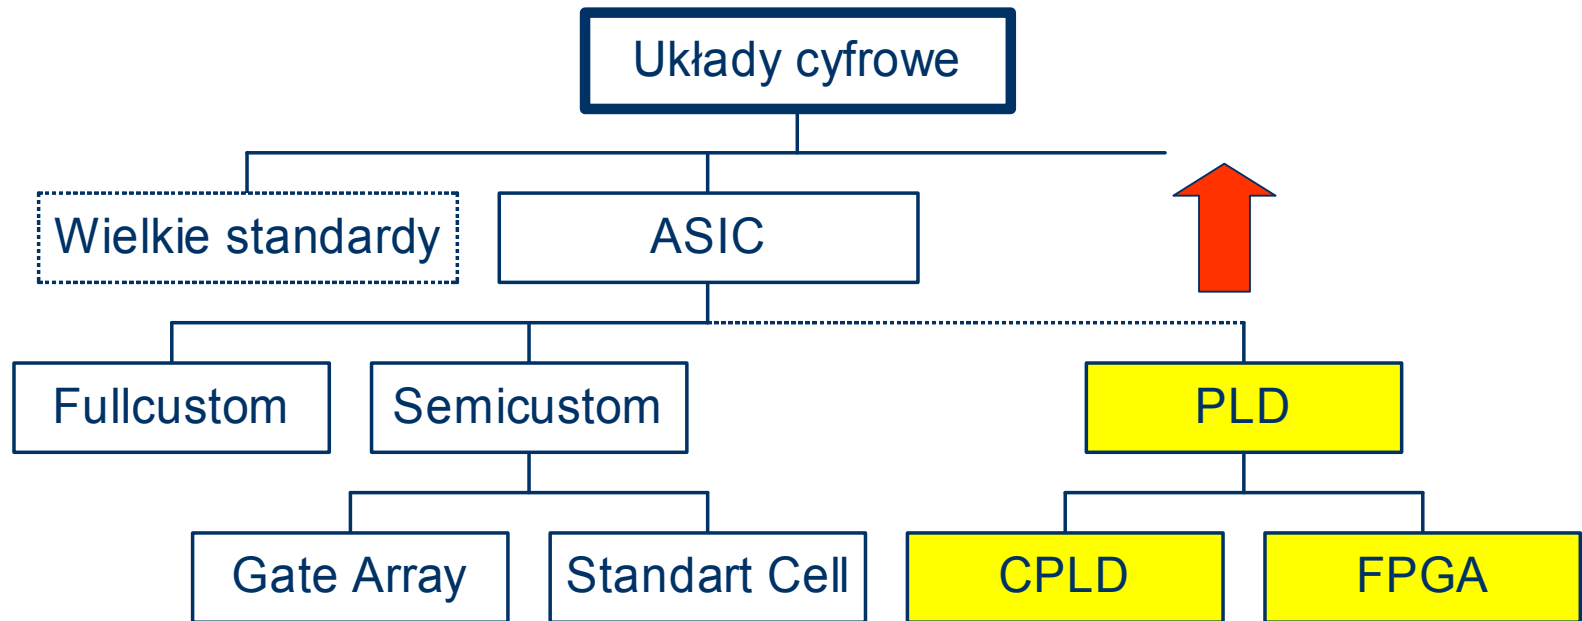 Układy cyfrowe
Wielkie standardy
ASIC
Fullcustom
Semicustom
PLD
Gate Array
Standart Cell
CPLD
FPGA